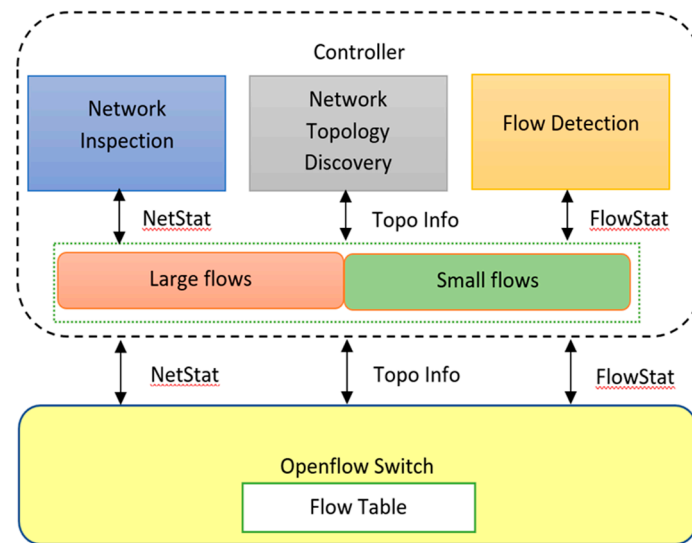 Controller
Network
Inspection
Network
Topology
Discovery
Flow Detection
NetStat
Topo Info
FlowStat
Large flows
Small flows
NetStat
Topo Info
FlowStat
Openflow Switch
Flow Table